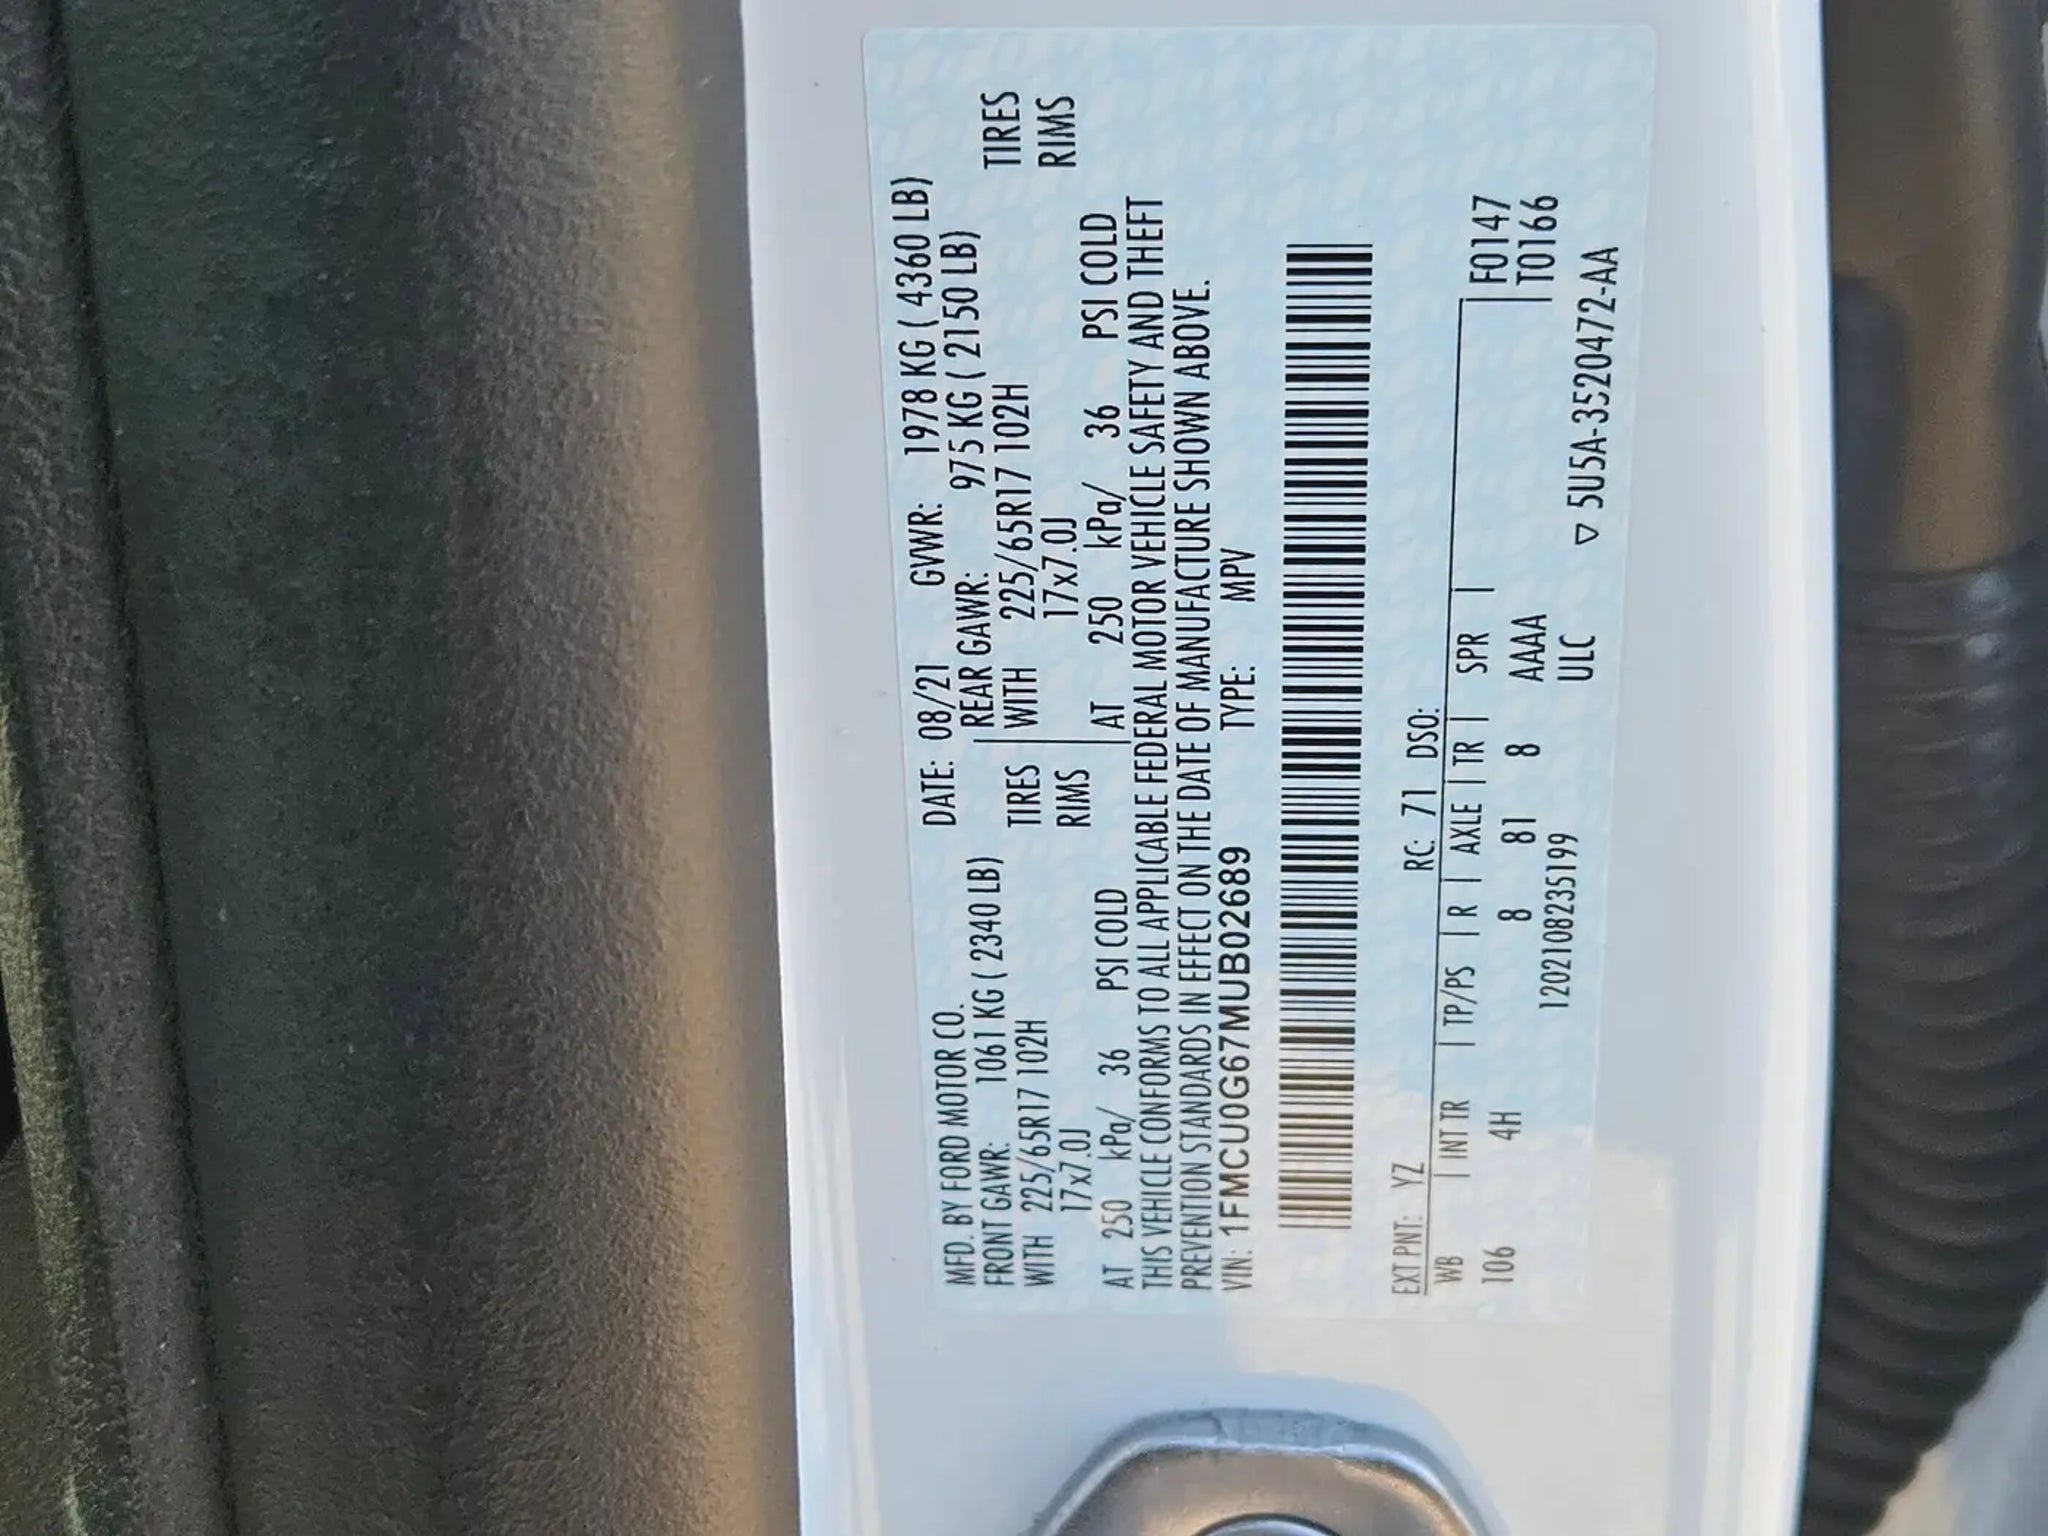 MFD. BY FORD MOTOR CO. DATE: 08/21 GVWR: 1978 KG ( 4360 LB)
FRONT GAWR: 1061 KG ( 2340 LB) REAR GAWR: 975 KG ( 2150 LB)
WITH 225/65R17 102H TIRES WITH 225/65R17 102H TIRES
17x7.0J RIMS 17x7.0J RIMS
AT 250 kPa/ 36 PSI COLD AT 250 kPa/ 36 PSI COLD
THIS VEHICLE CONFORMS TO ALL APPLICABLE FEDERAL MOTOR VEHICLE SAFETY AND THEFT
PREVENTION STANDARDS IN EFFECT ON THE DATE OF MANUFACTURE SHOWN ABOVE.
VIN: 1FMCU0G67MUB02689 TYPE: MPV
EXT PNT: YZ RC: 71 DSO:
WB | INT TR | TP/PS | R | AXLE | TR | SPR | F0147
106 4H 8 81 8 AAAA T0166
1202108235199 ULC ▽ 5U5A-3520472-AA